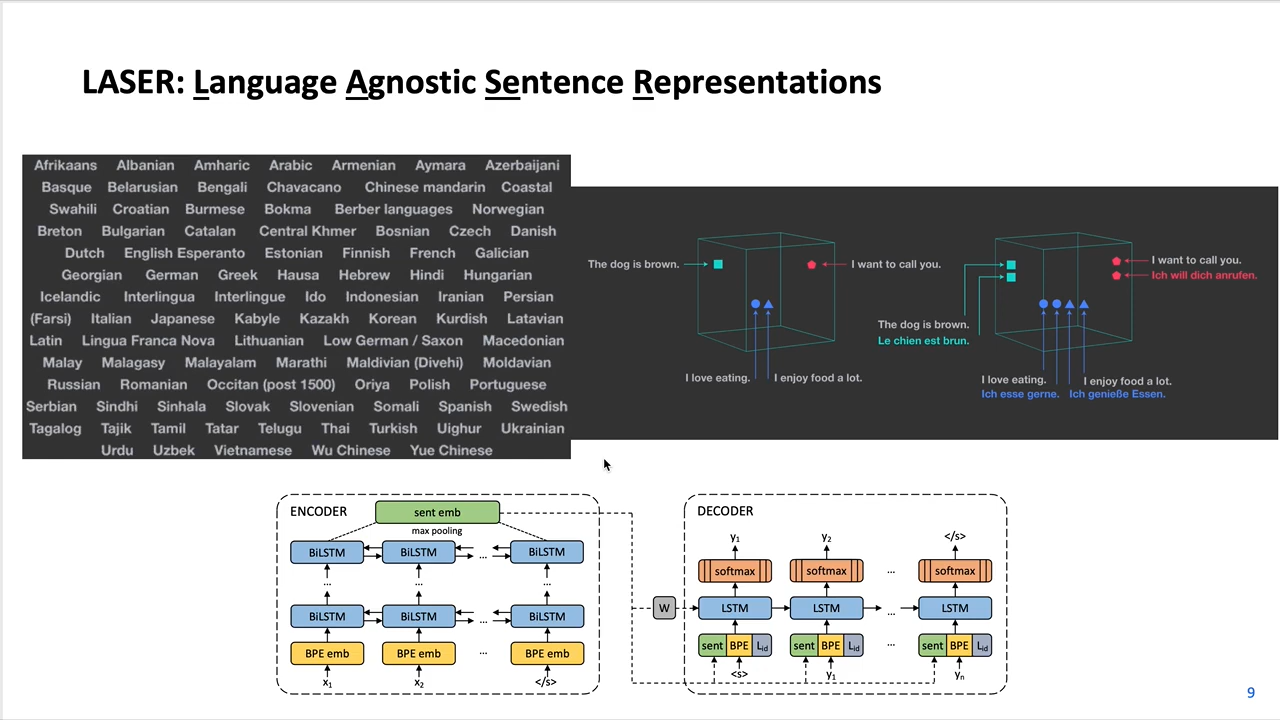 LASER: Language Agnostic Sentence Representations
Afrikaans Albanian Amharic Arabic Armenian Aymara Azerbaijani
Basque Belarusian Bengali Chavacano Chinese mandarin Coastal
Swahili Croatian Burmese Bokma Berber languages Norwegian
Breton Bulgarian Catalan Central Khmer Bosnian Czech Danish
Dutch English Esperanto Estonian Finnish French Galician
Georgian German Greek Hausa Hebrew Hindi Hungarian
Icelandic Interlingua Interlingue Ido Indonesian Iranian Persian
(Farsi) Italian Japanese Kabyle Kazakh Korean Kurdish Latavian
Latin Lingua Franca Nova Lithuanian Low German / Saxon Macedonian
Malay Malagasy Malayalam Marathi Maldivian (Divehi) Moldavian
Russian Romanian Occitan (post 1500) Oriya Polish Portuguese
Serbian Sindhi Sinhala Slovak Slovenian Somali Spanish Swedish
Tagalog Tajik Tamil Tatar Telugu Thai Turkish Uighur Ukrainian
Urdu Uzbek Vietnamese Wu Chinese Yue Chinese
The dog is brown.
I want to call you.
I love eating.
I enjoy food a lot.
I want to call you.
Ich will dich anrufen.
The dog is brown.
Le chien est brun.
I love eating.
I enjoy food a lot.
Ich esse gerne.
Ich genieße Essen.
ENCODER
sent emb
max pooling
BiLSTM BiLSTM ... BiLSTM
... ... ...
BiLSTM BiLSTM ... BiLSTM
BPE emb BPE emb ... BPE emb
x1 x2 </s>
W
DECODER
y1 y2 </s>
softmax softmax ... softmax
LSTM LSTM ... LSTM
sent BPE Lid sent BPE Lid ... sent BPE Lid
<s> y1 yn
9